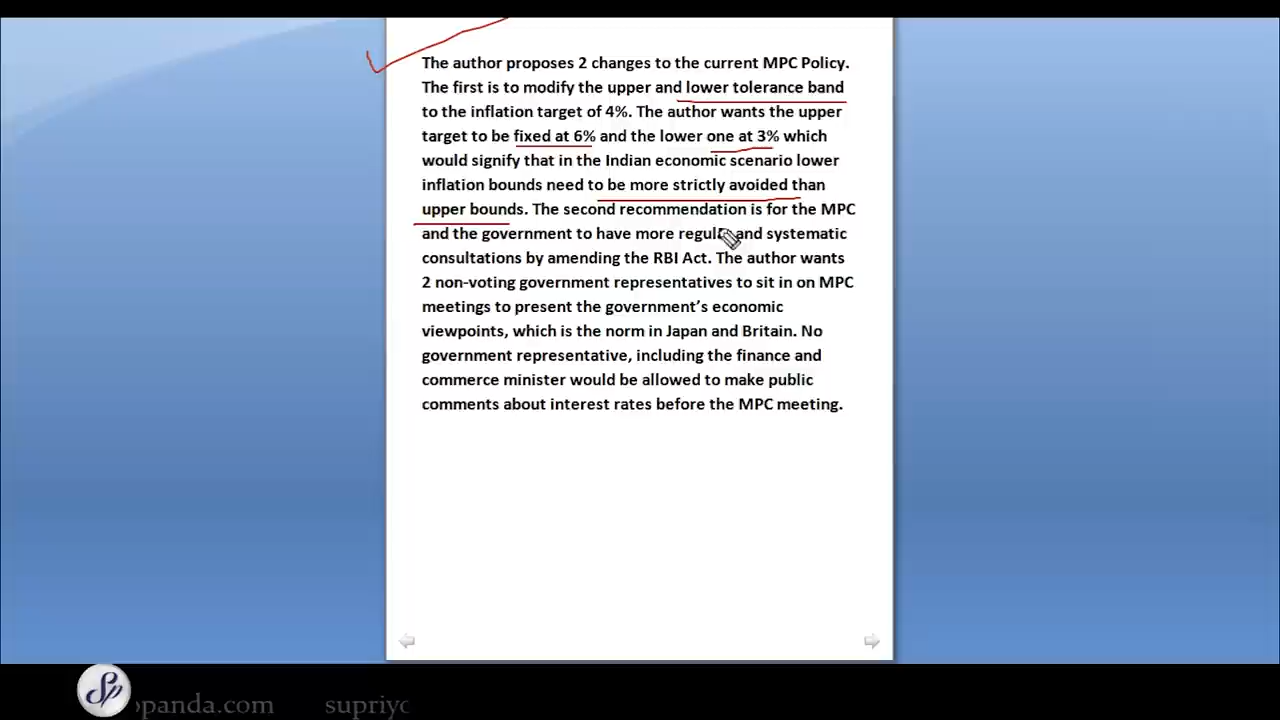 The author proposes 2 changes to the current MPC Policy.
The first is to modify the upper and lower tolerance band
to the inflation target of 4%. The author wants the upper
target to be fixed at 6% and the lower one at 3% which
would signify that in the Indian economic scenario lower
inflation bounds need to be more strictly avoided than
upper bounds. The second recommendation is for the MPC
and the government to have more regular and systematic
consultations by amending the RBI Act. The author wants
2 non-voting government representatives to sit in on MPC
meetings to present the government's economic
viewpoints, which is the norm in Japan and Britain. No
government representative, including the finance and
commerce minister would be allowed to make public
comments about interest rates before the MPC meeting.
panda.com supriyo